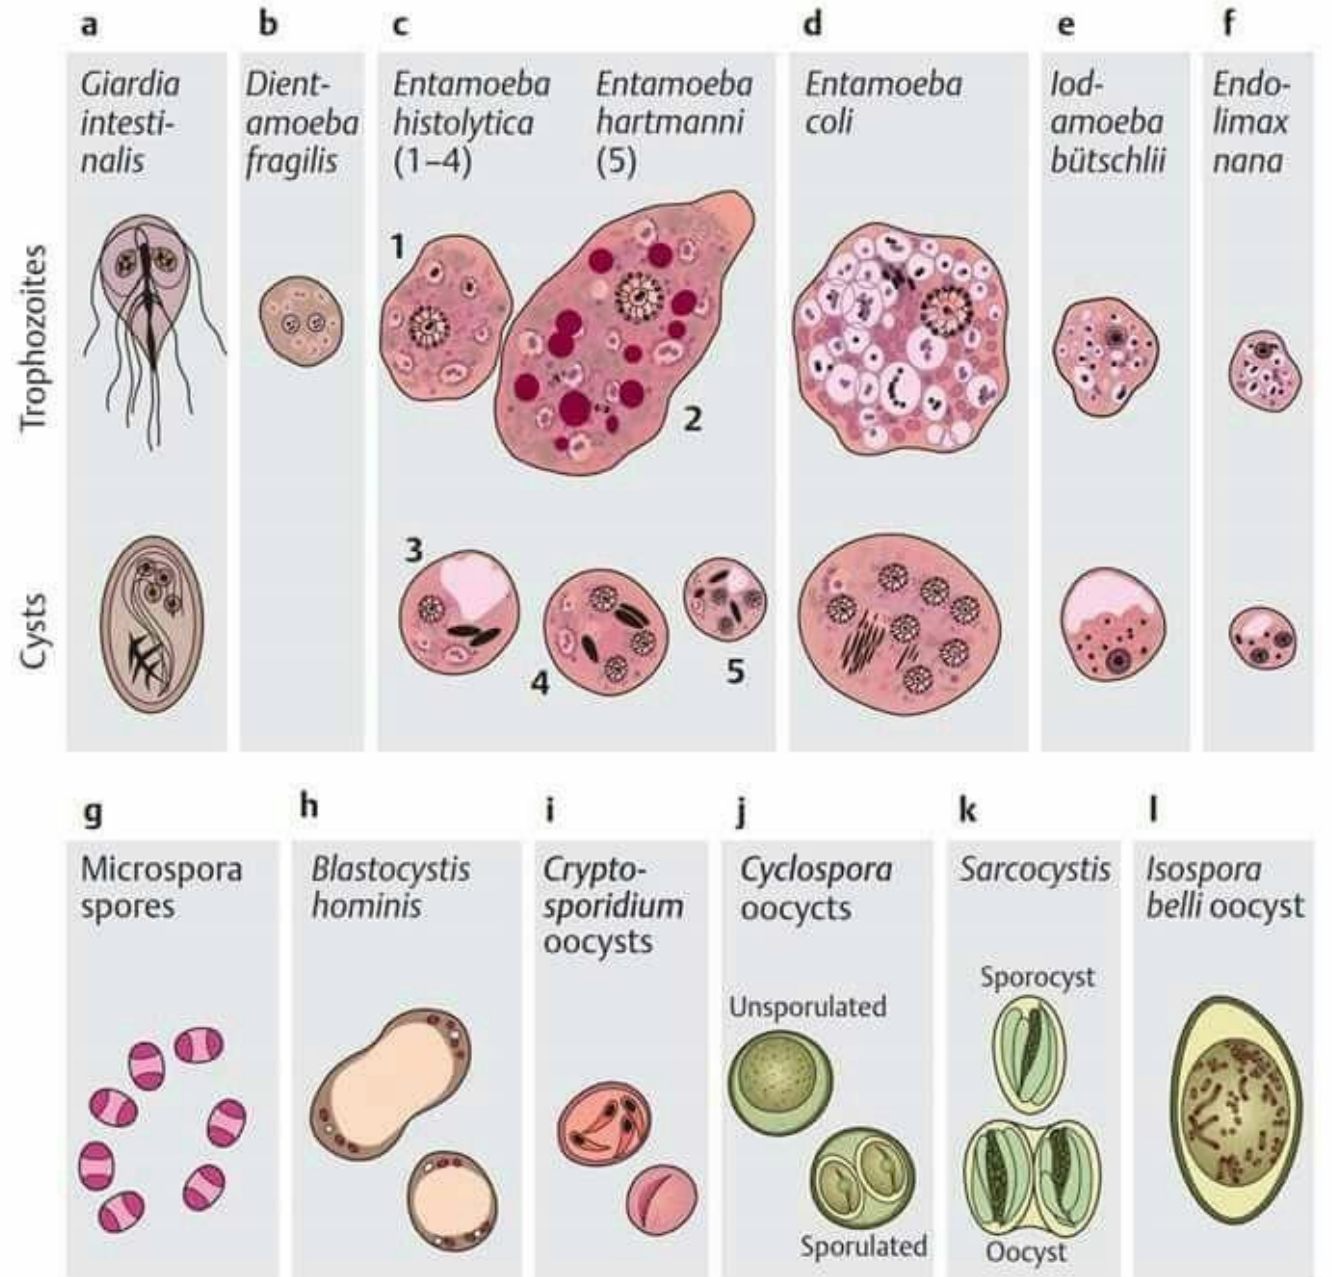 a
b
c
d
e
f
Giardia
intesti-
nalis
Dient-
amoeba
fragilis
Entamoeba
histolytica
(1–4)
Entamoeba
hartmanni
(5)
Entamoeba
coli
Iod-
amoeba
bütschlii
Endo-
limax
nana
Trophozoites
1
2
Cysts
3
4
5
g
h
i
j
k
l
Microspora
spores
Blastocystis
hominis
Crypto-
sporidium
oocysts
Cyclospora
oocycts
Sarcocystis
Isospora
belli oocyst
Unsporulated
Sporulated
Sporocyst
Oocyst